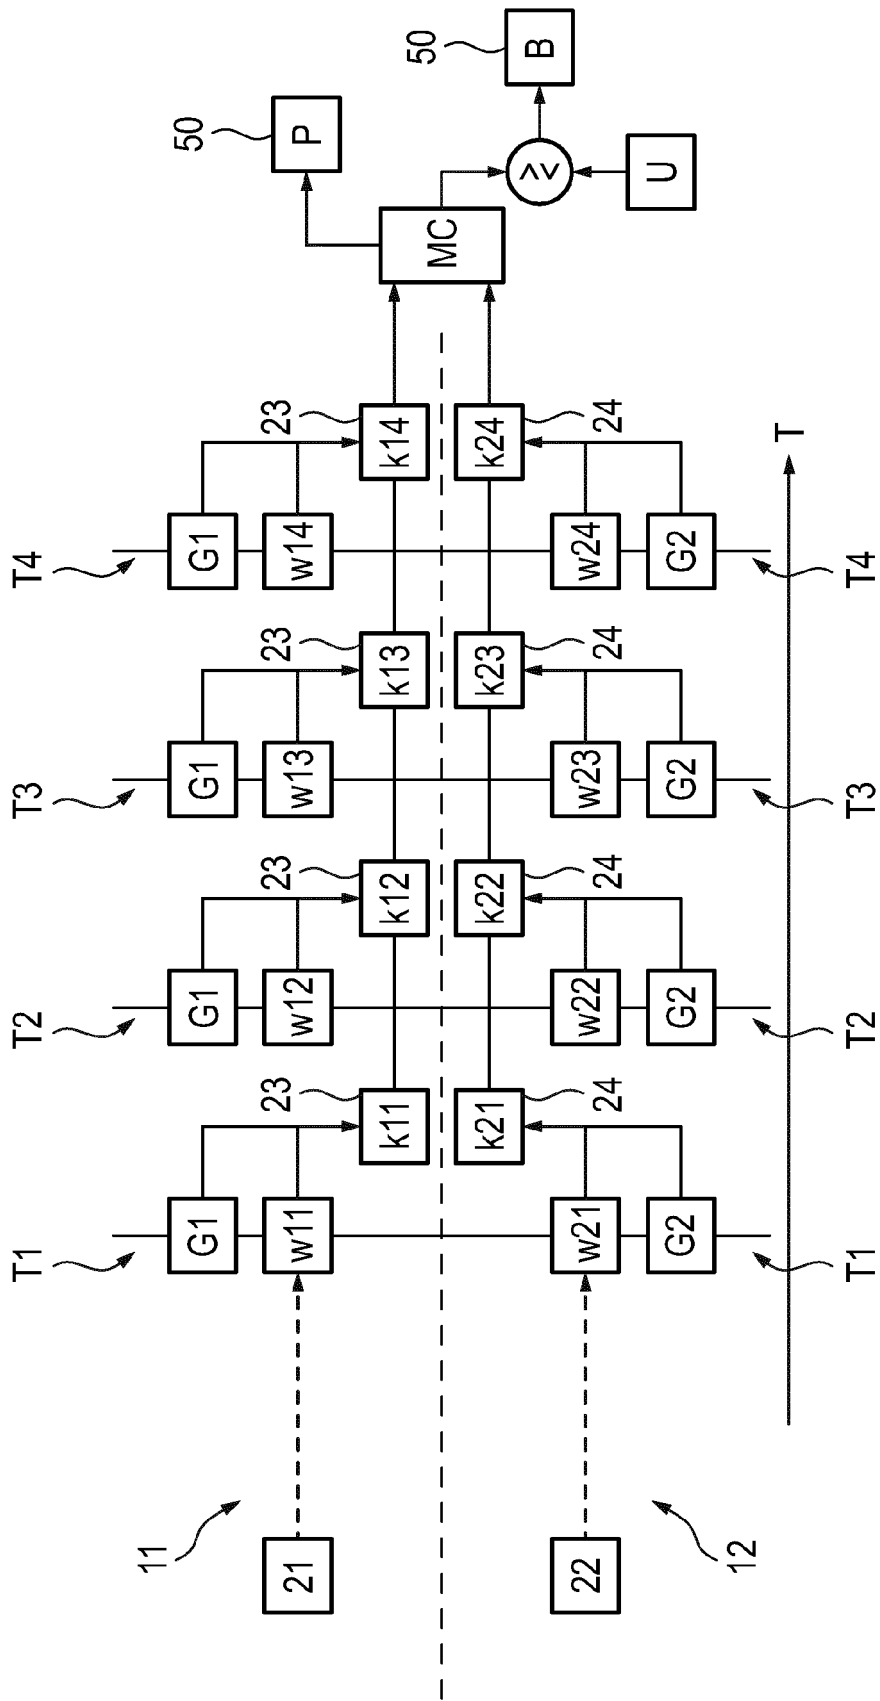 T1 T2 T3 T4
11
50
G1 G1 G1 G1
23 23 23 23
21 w11 w12 w13 w14 P
k11 k12 k13 k14
50
MC
k21 k22 k23 k24
≷ B
22 w21 w22 w23 w24
24 24 24 24
U
G2 G2 G2 G2
12
T
T1 T2 T3 T4